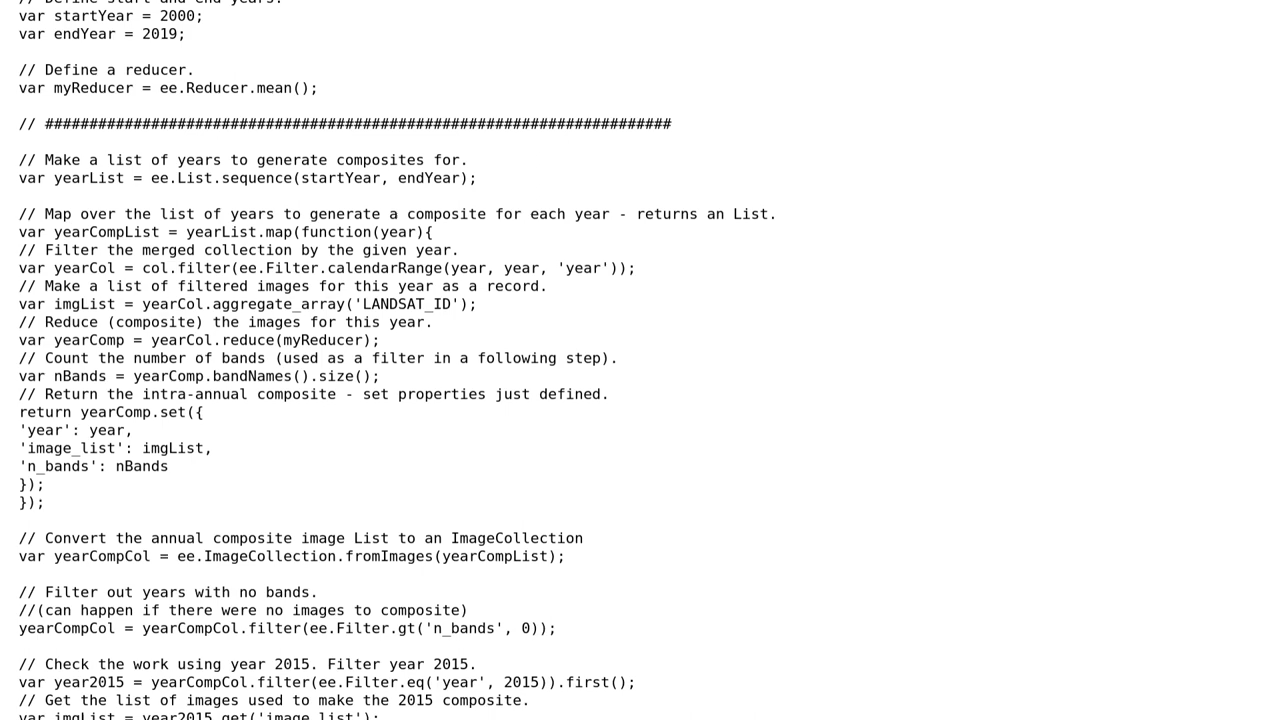 // Define start and end years.
var startYear = 2000;
var endYear = 2019;
// Define a reducer.
var myReducer = ee.Reducer.mean();
// #######################################################################
// Make a list of years to generate composites for.
var yearList = ee.List.sequence(startYear, endYear);
// Map over the list of years to generate a composite for each year - returns an List.
var yearCompList = yearList.map(function(year){
// Filter the merged collection by the given year.
var yearCol = col.filter(ee.Filter.calendarRange(year, year, 'year'));
// Make a list of filtered images for this year as a record.
var imgList = yearCol.aggregate_array('LANDSAT_ID');
// Reduce (composite) the images for this year.
var yearComp = yearCol.reduce(myReducer);
// Count the number of bands (used as a filter in a following step).
var nBands = yearComp.bandNames().size();
// Return the intra-annual composite - set properties just defined.
return yearComp.set({
'year': year,
'image_list': imgList,
'n_bands': nBands
});
});
// Convert the annual composite image List to an ImageCollection
var yearCompCol = ee.ImageCollection.fromImages(yearCompList);
// Filter out years with no bands.
//(can happen if there were no images to composite)
yearCompCol = yearCompCol.filter(ee.Filter.gt('n_bands', 0));
// Check the work using year 2015. Filter year 2015.
var year2015 = yearCompCol.filter(ee.Filter.eq('year', 2015)).first();
// Get the list of images used to make the 2015 composite.
var imgList = year2015.get('image_list');